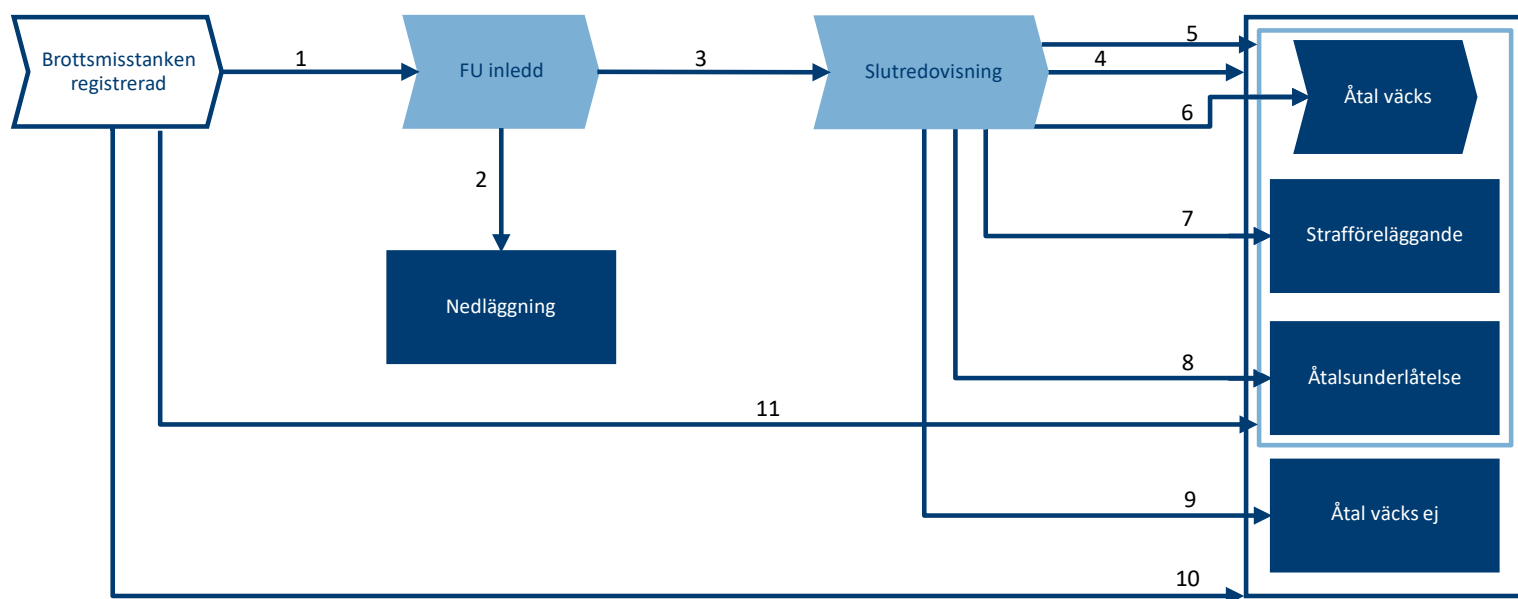 Brottsmisstanken
registrerad
1
FU inledd
3
Slutredovisning
5
4
6
Åtal väcks
2
Nedläggning
7
Strafföreläggande
8
Åtalsunderlåtelse
11
9
Åtal väcks ej
10